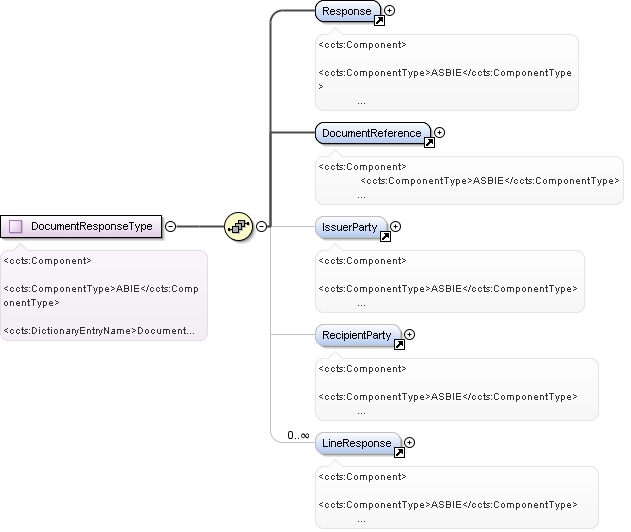 Response
<ccts:Component>
<ccts:ComponentType>ASBIE</ccts:ComponentType
>
...
DocumentReference
<ccts:Component>
<ccts:ComponentType>ASBIE</ccts:ComponentType>
...
DocumentResponseType
<ccts:Component>
<ccts:ComponentType>ABIE</ccts:Comp
onentType>
<ccts:DictionaryEntryName>Document...
IssuerParty
<ccts:Component>
<ccts:ComponentType>ASBIE</ccts:ComponentType>
...
RecipientParty
<ccts:Component>
<ccts:ComponentType>ASBIE</ccts:ComponentType>
...
0..∞
LineResponse
<ccts:Component>
<ccts:ComponentType>ASBIE</ccts:ComponentType>
...